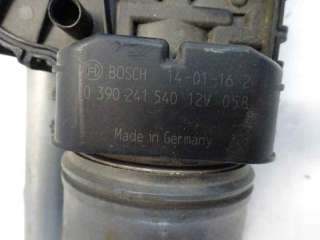 BOSCH 14-01-16 2
0 390 241 540 12V 058
Made in Germany